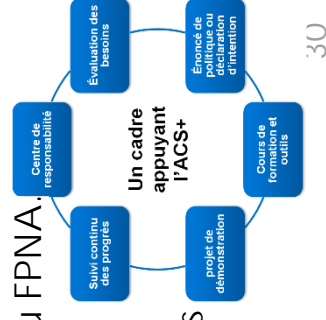 u FPNA.
Centre de
responsabilité
Évaluation des
besoins
Énoncé de
politique ou
déclaration
d'intention
Cours de
formation et
outils
projet de
démonstration
Suivi continu
des progrès
Un cadre
appuyant
l'ACS+
s
30